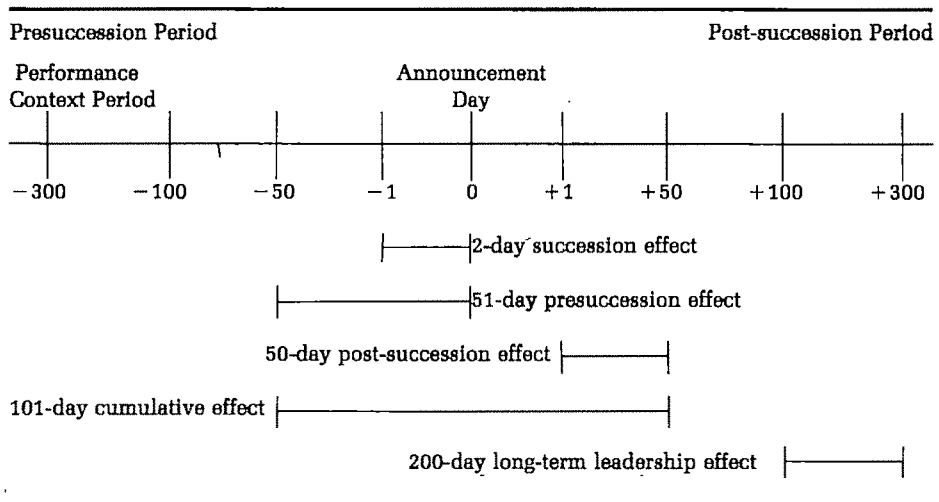 Presuccession Period Post-succession Period
Performance Announcement
Context Period Day
−300 −100 −50 −1 0 +1 +50 +100 +300
2-day succession effect
51-day presuccession effect
50-day post-succession effect
101-day cumulative effect
200-day long-term leadership effect